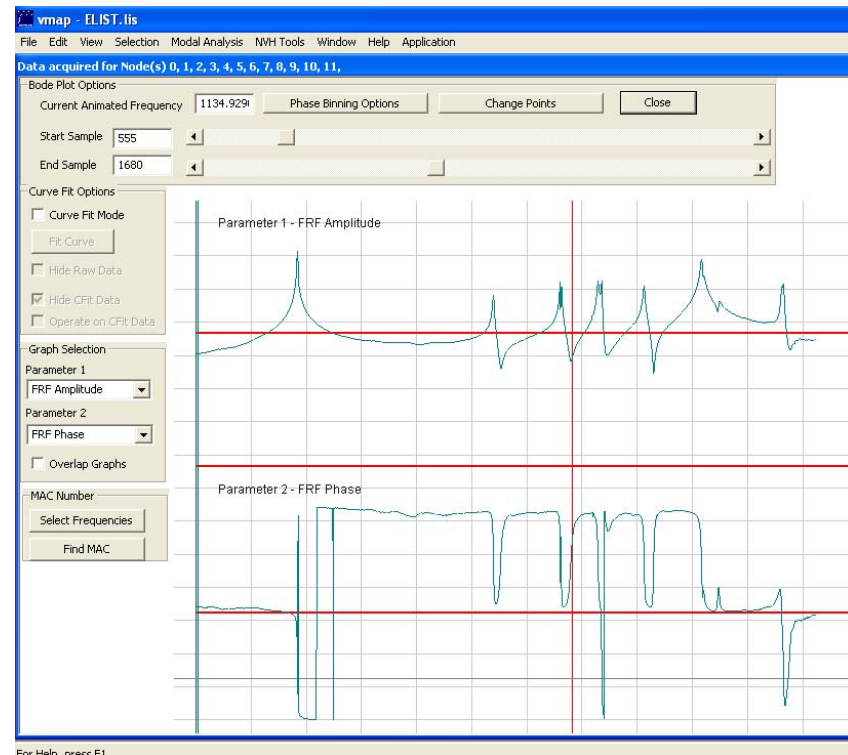 vmap - ELIST.lis
File Edit View Selection Modal Analysis NVH Tools Window Help Application
Data acquired for Node(s) 0, 1, 2, 3, 4, 5, 6, 7, 8, 9, 10, 11,
Bode Plot Options
Current Animated Frequency 1134.929 Phase Binning Options Change Points Close
Start Sample 555
End Sample 1680
Curve Fit Options
Curve Fit Mode
Fit Curve
Hide Raw Data
Hide CFit Data
Operate on CFit Data
Graph Selection
Parameter 1
FRF Amplitude
Parameter 2
FRF Phase
Overlap Graphs
MAC Number
Select Frequencies
Find MAC
Parameter 1 - FRF Amplitude
Parameter 2 - FRF Phase
For Help, press F1